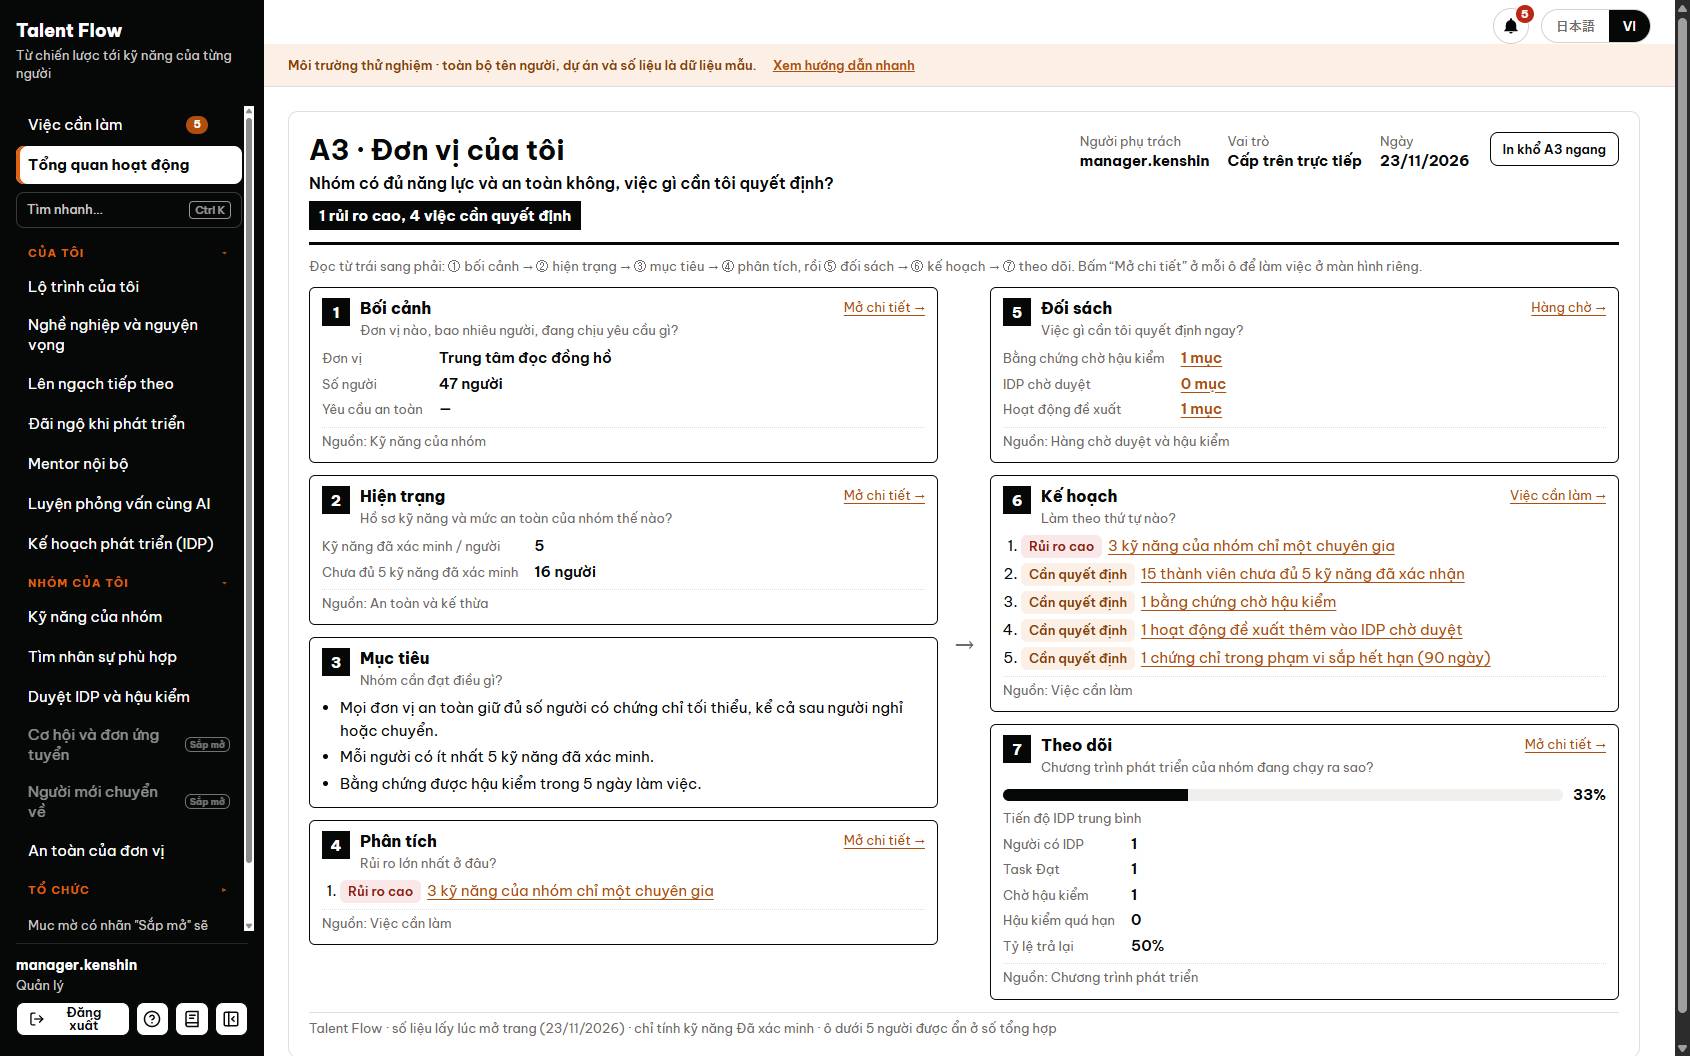 Talent Flow
Từ chiến lược tới kỹ năng của từng
người
Việc cần làm 5
Tổng quan hoạt động
Tìm nhanh... Ctrl K
CỦA TÔI
Lộ trình của tôi
Nghề nghiệp và nguyện
vọng
Lên ngạch tiếp theo
Đãi ngộ khi phát triển
Mentor nội bộ
Luyện phỏng vấn cùng AI
Kế hoạch phát triển (IDP)
NHÓM CỦA TÔI
Kỹ năng của nhóm
Tìm nhân sự phù hợp
Duyệt IDP và hậu kiểm
Cơ hội và đơn ứng
tuyển
Sắp mở
Người mới chuyển
về
Sắp mở
An toàn của đơn vị
TỔ CHỨC
Mục mờ có nhãn "Sắp mở" sẽ
manager.kenshin
Quản lý
Đăng
xuất
5
日本語 VI
Môi trường thử nghiệm · toàn bộ tên người, dự án và số liệu là dữ liệu mẫu. Xem hướng dẫn nhanh
A3 · Đơn vị của tôi
Nhóm có đủ năng lực và an toàn không, việc gì cần tôi quyết định?
1 rủi ro cao, 4 việc cần quyết định
Người phụ trách
manager.kenshin
Vai trò
Cấp trên trực tiếp
Ngày
23/11/2026
In khổ A3 ngang
Đọc từ trái sang phải: ① bối cảnh → ② hiện trạng → ③ mục tiêu → ④ phân tích, rồi ⑤ đối sách → ⑥ kế hoạch → ⑦ theo dõi. Bấm “Mở chi tiết” ở mỗi ô để làm việc ở màn hình riêng.
1 Bối cảnh Mở chi tiết →
Đơn vị nào, bao nhiêu người, đang chịu yêu cầu gì?
Đơn vị Trung tâm đọc đồng hồ
Số người 47 người
Yêu cầu an toàn —
Nguồn: Kỹ năng của nhóm
2 Hiện trạng Mở chi tiết →
Hồ sơ kỹ năng và mức an toàn của nhóm thế nào?
Kỹ năng đã xác minh / người 5
Chưa đủ 5 kỹ năng đã xác minh 16 người
Nguồn: An toàn và kế thừa
3 Mục tiêu
Nhóm cần đạt điều gì?
• Mọi đơn vị an toàn giữ đủ số người có chứng chỉ tối thiểu, kể cả sau người nghỉ
hoặc chuyển.
• Mỗi người có ít nhất 5 kỹ năng đã xác minh.
• Bằng chứng được hậu kiểm trong 5 ngày làm việc.
4 Phân tích Mở chi tiết →
Rủi ro lớn nhất ở đâu?
1. Rủi ro cao 3 kỹ năng của nhóm chỉ một chuyên gia
Nguồn: Việc cần làm
→
5 Đối sách Hàng chờ →
Việc gì cần tôi quyết định ngay?
Bằng chứng chờ hậu kiểm 1 mục
IDP chờ duyệt 0 mục
Hoạt động đề xuất 1 mục
Nguồn: Hàng chờ duyệt và hậu kiểm
6 Kế hoạch Việc cần làm →
Làm theo thứ tự nào?
1. Rủi ro cao 3 kỹ năng của nhóm chỉ một chuyên gia
2. Cần quyết định 15 thành viên chưa đủ 5 kỹ năng đã xác nhận
3. Cần quyết định 1 bằng chứng chờ hậu kiểm
4. Cần quyết định 1 hoạt động đề xuất thêm vào IDP chờ duyệt
5. Cần quyết định 1 chứng chỉ trong phạm vi sắp hết hạn (90 ngày)
Nguồn: Việc cần làm
7 Theo dõi Mở chi tiết →
Chương trình phát triển của nhóm đang chạy ra sao?
33%
Tiến độ IDP trung bình
Người có IDP 1
Task Đạt 1
Chờ hậu kiểm 1
Hậu kiểm quá hạn 0
Tỷ lệ trả lại 50%
Nguồn: Chương trình phát triển
Talent Flow · số liệu lấy lúc mở trang (23/11/2026) · chỉ tính kỹ năng Đã xác minh · ô dưới 5 người được ẩn ở số tổng hợp